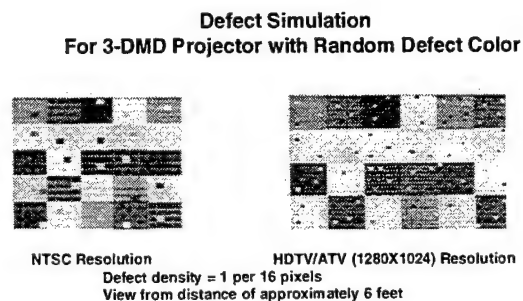 Defect Simulation
For 3-DMD Projector with Random Defect Color
NTSC Resolution
HDTV/ATV (1280X1024) Resolution
Defect density = 1 per 16 pixels
View from distance of approximately 6 feet